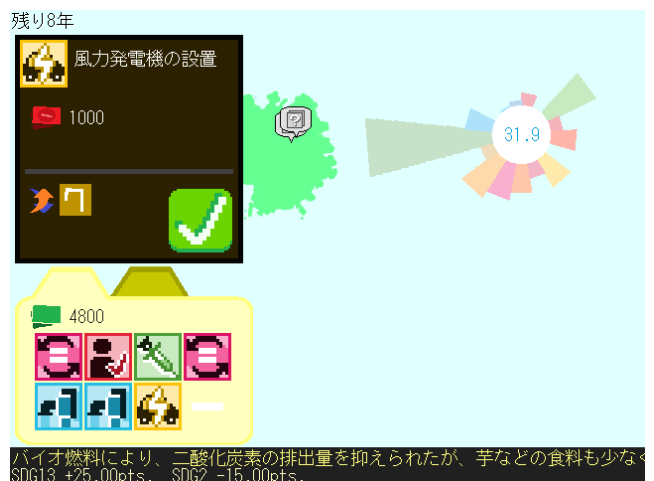 残り8年
風力発電機の設置
1000
31.9
4800
バイオ燃料により、二酸化炭素の排出量を抑えられたが、芋などの食料も少なく
SDG13 +25.00pts. SDG2 -15.00pts.